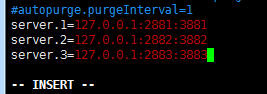 #autopurge.purgeInterval=1
server.1=127.0.0.1:2881:3881
server.2=127.0.0.1:2882:3882
server.3=127.0.0.1:2883:3883
-- INSERT --